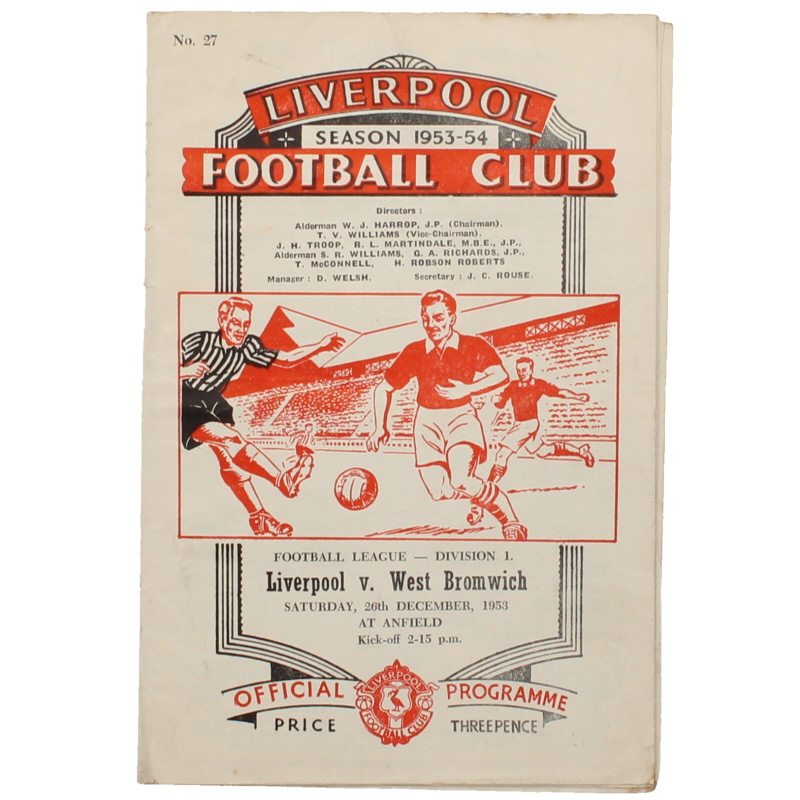 No. 27
LIVERPOOL
SEASON 1953-54
FOOTBALL CLUB
Directors :
Alderman W. J. HARROP, J.P. (Chairman).
T. V. WILLIAMS (Vice-Chairman).
J. H. TROOP, R. L. MARTINDALE, M.B.E., J.P.,
Alderman S. R. WILLIAMS, G. A. RICHARDS, J.P.,
T. McCONNELL, H. ROBSON ROBERTS
Manager : D. WELSH. Secretary : J. C. ROUSE.
FOOTBALL LEAGUE — DIVISION 1.
Liverpool v. West Bromwich
SATURDAY, 26th DECEMBER, 1953
AT ANFIELD
Kick-off 2-15 p.m.
OFFICIAL PROGRAMME
LIVERPOOL
FOOTBALL CLUB
PRICE THREEPENCE